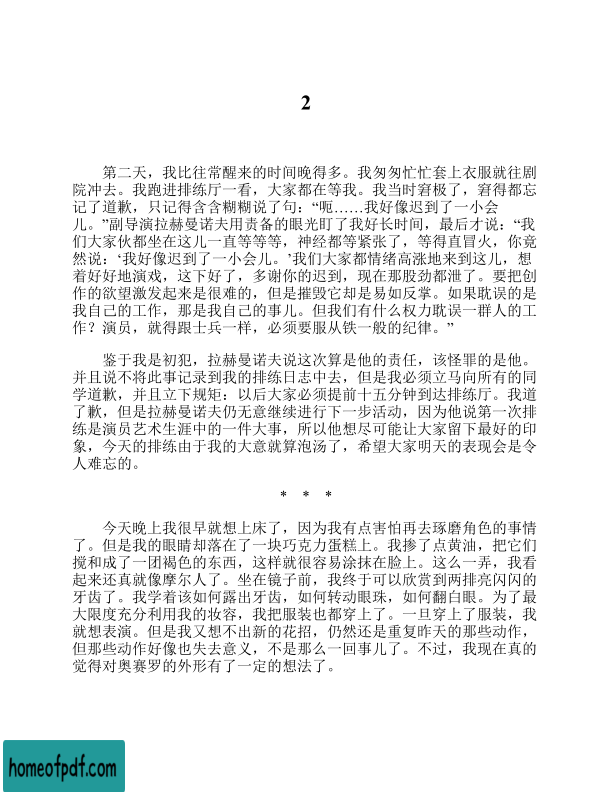 2
第二天，我比往常醒来的时间晚得多。我匆匆忙忙套上衣服就往剧
院冲去。我跑进排练厅一看，大家都在等我。我当时窘极了，窘得都忘
记了道歉，只记得含含糊糊说了句：“呃……我好像迟到了一小会
儿。”副导演拉赫曼诺夫用责备的眼光盯了我好长时间，最后才说：“我
们大家伙都坐在这儿一直等等等，神经都等紧张了，等得直冒火，你竟
然说：‘我好像迟到了一小会儿。’我们大家都情绪高涨地来到这儿，想
着好好地演戏，这下好了，多谢你的迟到，现在那股劲都泄了。要把创
作的欲望激发起来是很难的，但是摧毁它却是易如反掌。如果耽误的是
我自己的工作，那是我自己的事儿。但我们有什么权力耽误一群人的工
作？演员，就得跟士兵一样，必须要服从铁一般的纪律。”
鉴于我是初犯，拉赫曼诺夫说这次算是他的责任，该怪罪的是他。
并且说不将此事记录到我的排练日志中去，但是我必须立马向所有的同
学道歉，并且立下规矩：以后大家必须提前十五分钟到达排练厅。我道
了歉，但是拉赫曼诺夫仍无意继续进行下一步活动，因为他说第一次排
练是演员艺术生涯中的一件大事，所以他想尽可能让大家留下最好的印
象，今天的排练由于我的大意就算泡汤了，希望大家明天的表现会是令
人难忘的。
* * *
今天晚上我很早就想上床了，因为我有点害怕再去琢磨角色的事情
了。但是我的眼睛却落在了一块巧克力蛋糕上。我掺了点黄油，把它们
搅和成了一团褐色的东西，这样就很容易涂抹在脸上。这么一弄，我看
起来还真就像摩尔人了。坐在镜子前，我终于可以欣赏到两排亮闪闪的
牙齿了。我学着该如何露出牙齿，如何转动眼珠，如何翻白眼。为了最
大限度充分利用我的妆容，我把服装也都穿上了。一旦穿上了服装，我
就想表演。但是我又想不出新的花招，仍然还是重复昨天的那些动作，
但那些动作好像也失去意义，不是那么一回事儿了。不过，我现在真的
觉得对奥赛罗的外形有了一定的想法了。
homeofpdf.com